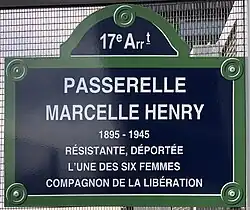 17e Arrt
PASSERELLE
MARCELLE HENRY
1895 - 1945
RÉSISTANTE, DÉPORTÉE
L'UNE DES SIX FEMMES
COMPAGNON DE LA LIBÉRATION